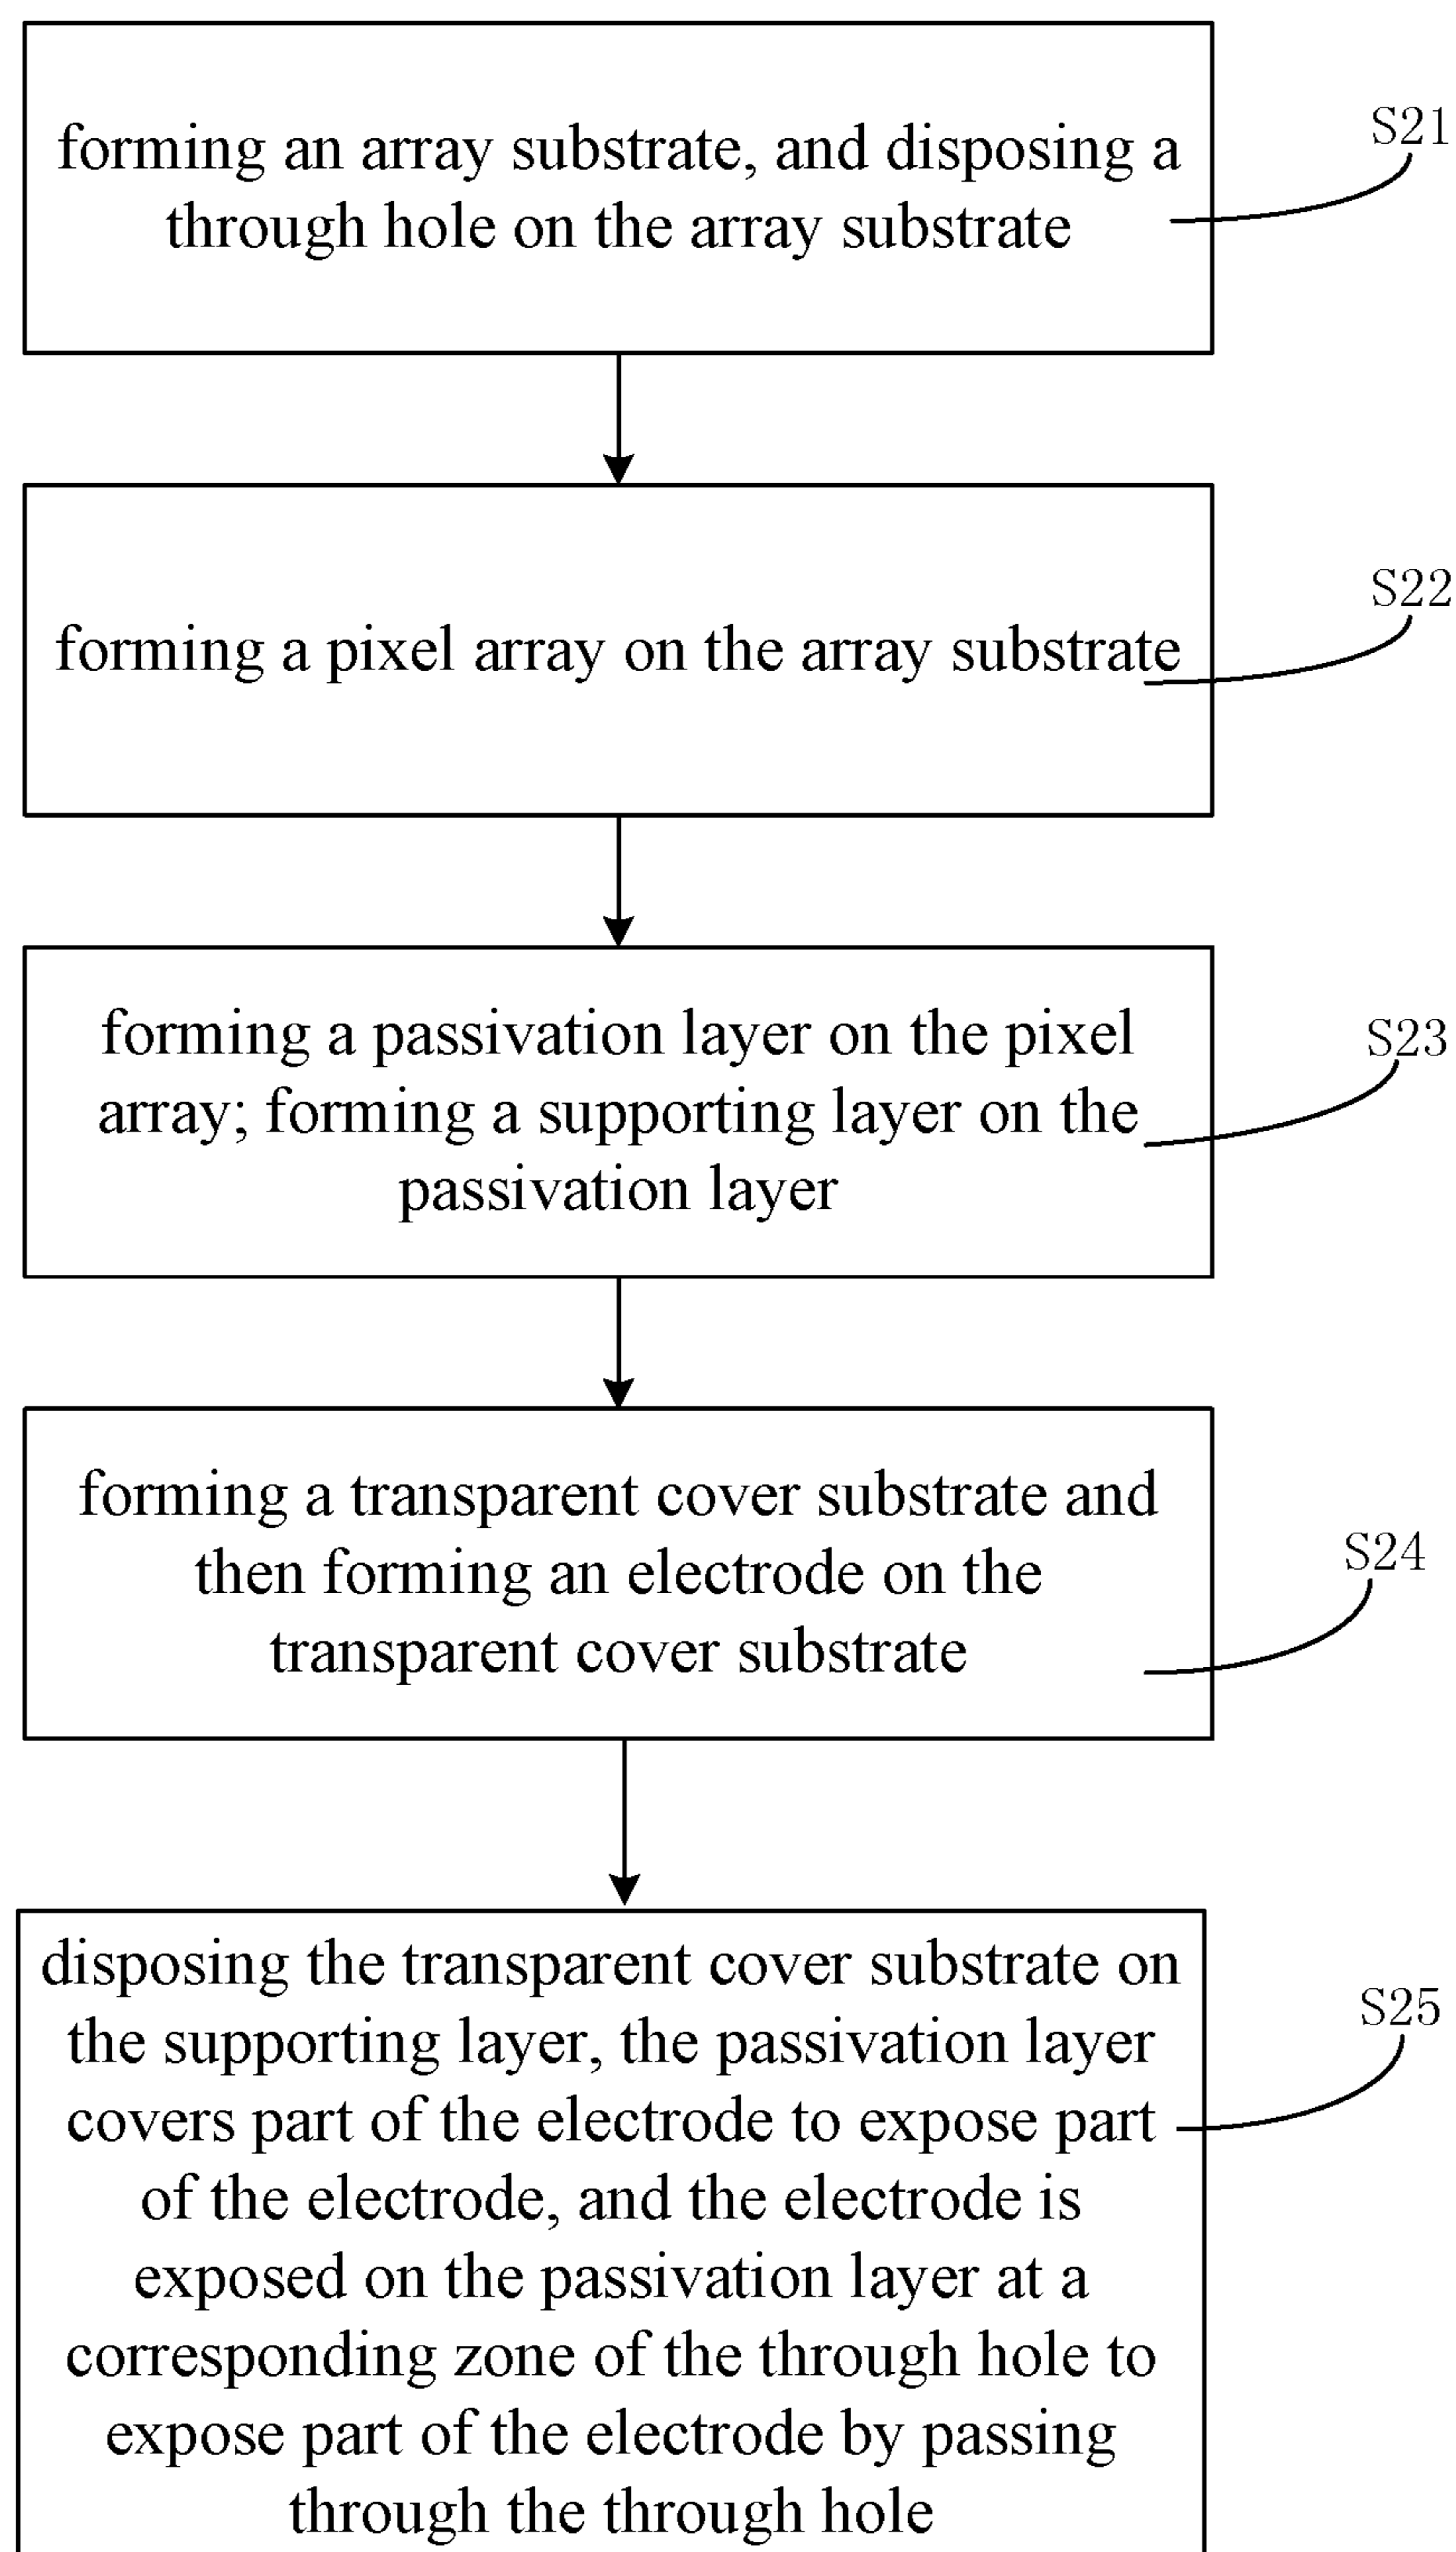 forming an array substrate, and disposing a
through hole on the array substrate
S21
forming a pixel array on the array substrate
S22
forming a passivation layer on the pixel
array; forming a supporting layer on the
passivation layer
S23
forming a transparent cover substrate and
then forming an electrode on the
transparent cover substrate
S24
disposing the transparent cover substrate on
the supporting layer, the passivation layer
covers part of the electrode to expose part
of the electrode, and the electrode is
exposed on the passivation layer at a
corresponding zone of the through hole to
expose part of the electrode by passing
through the through hole
S25